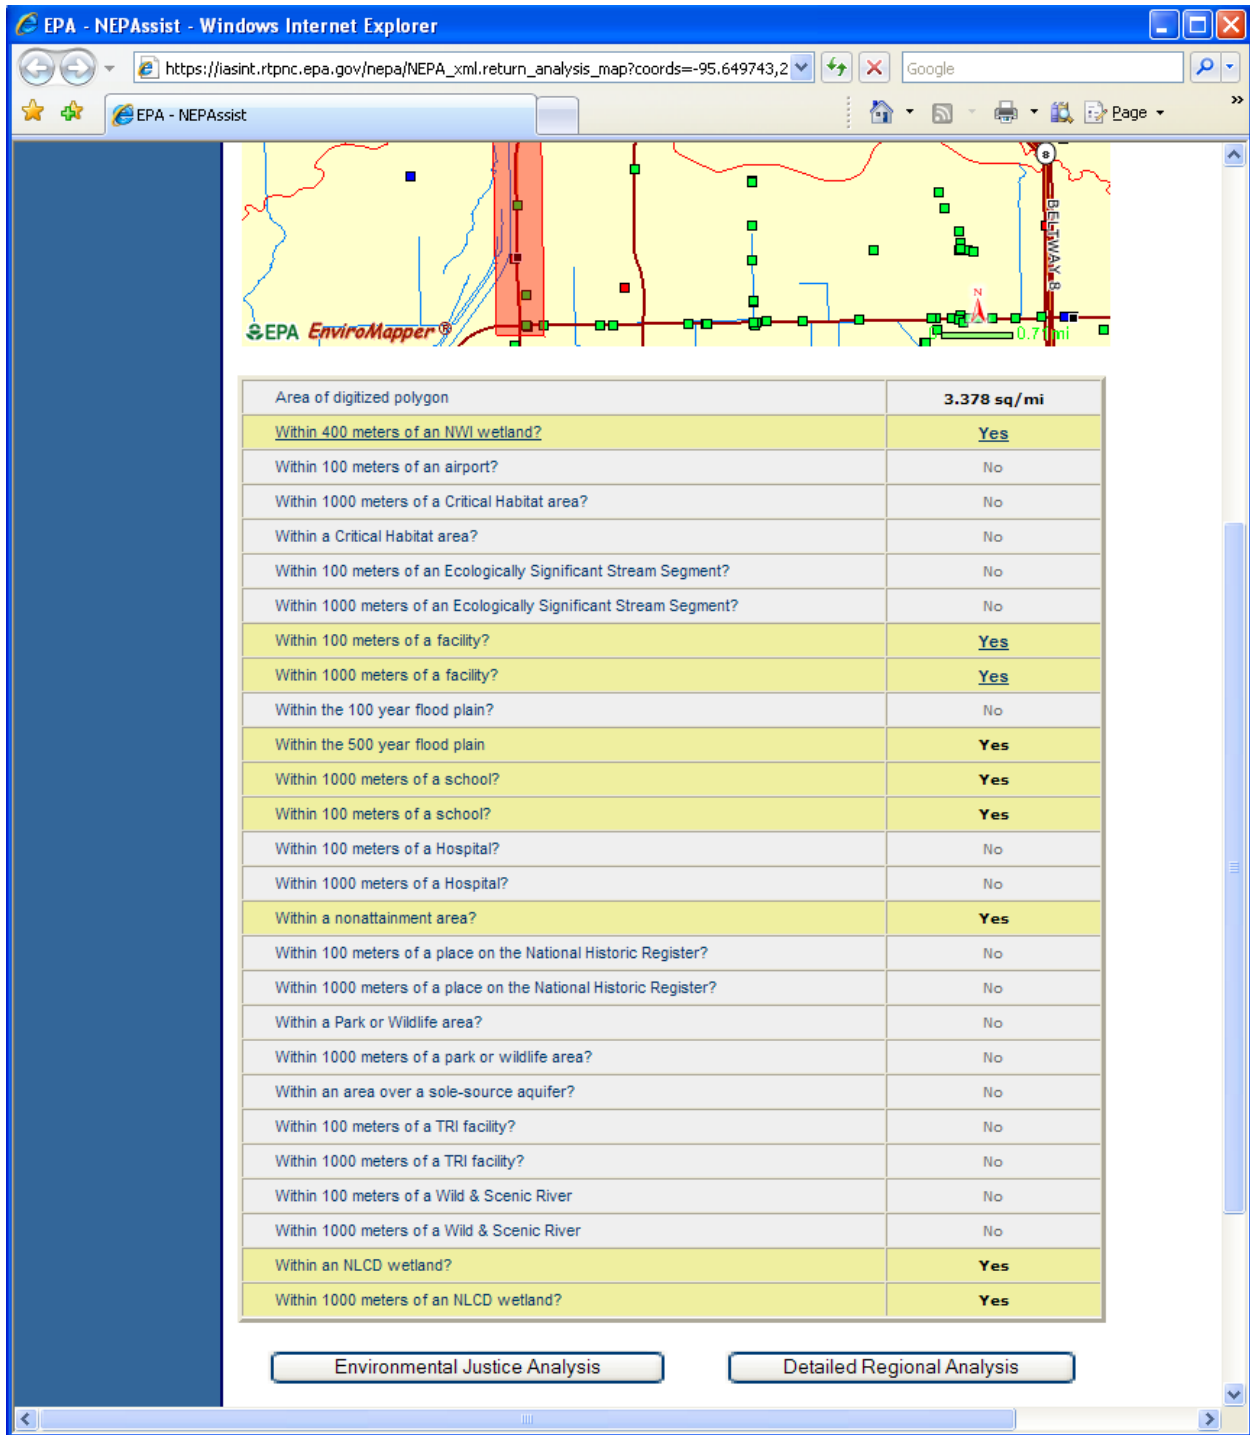 EPA - NEPAssist - Windows Internet Explorer
https://iasint.rtpnc.epa.gov/nepa/NEPA_xml.return_analysis_map?coords=-95.649743,2
Google
EPA - NEPAssist
Page
»
8
BELTWAY 8
N
EPA EnviroMapper ®
0 0.71 mi
Area of digitized polygon 3.378 sq/mi
Within 400 meters of an NWI wetland? Yes
Within 100 meters of an airport? No
Within 1000 meters of a Critical Habitat area? No
Within a Critical Habitat area? No
Within 100 meters of an Ecologically Significant Stream Segment? No
Within 1000 meters of an Ecologically Significant Stream Segment? No
Within 100 meters of a facility? Yes
Within 1000 meters of a facility? Yes
Within the 100 year flood plain? No
Within the 500 year flood plain Yes
Within 1000 meters of a school? Yes
Within 100 meters of a school? Yes
Within 100 meters of a Hospital? No
Within 1000 meters of a Hospital? No
Within a nonattainment area? Yes
Within 100 meters of a place on the National Historic Register? No
Within 1000 meters of a place on the National Historic Register? No
Within a Park or Wildlife area? No
Within 1000 meters of a park or wildlife area? No
Within an area over a sole-source aquifer? No
Within 100 meters of a TRI facility? No
Within 1000 meters of a TRI facility? No
Within 100 meters of a Wild & Scenic River No
Within 1000 meters of a Wild & Scenic River No
Within an NLCD wetland? Yes
Within 1000 meters of an NLCD wetland? Yes
Environmental Justice Analysis Detailed Regional Analysis